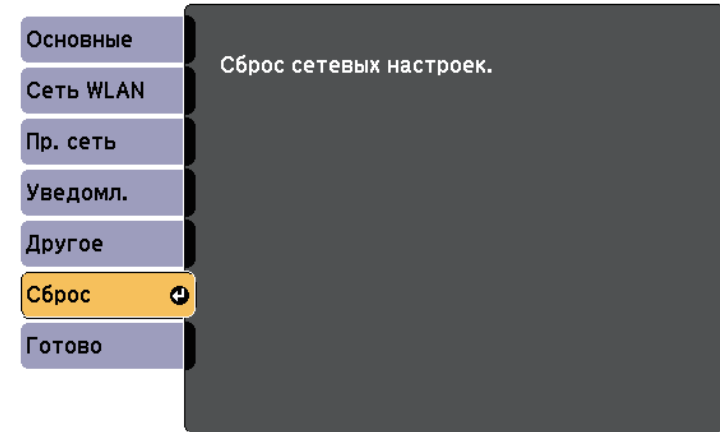 Основные
Сеть WLAN
Пр. сеть
Уведомл.
Другое
Сброс
Готово
Сброс сетевых настроек.